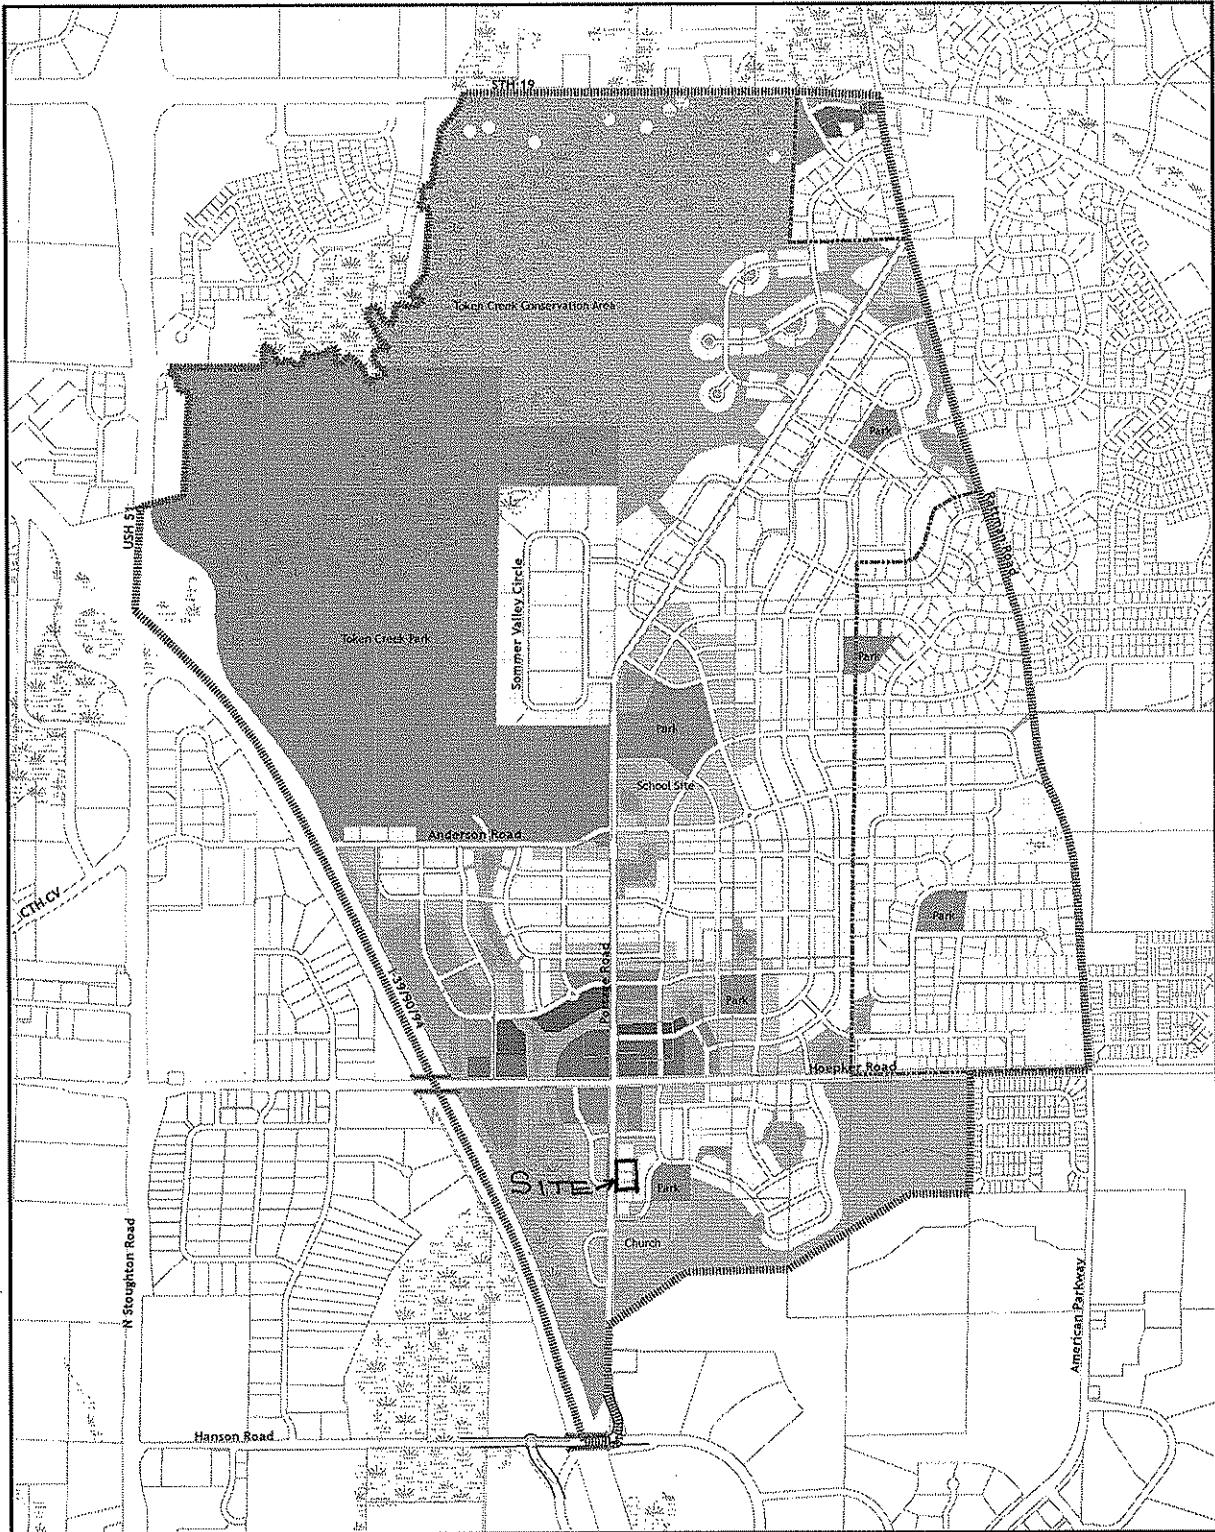 STH 19
Token Creek Conservation Area
Park
USH 51
Rattman Road
Sommer Valley Circle
Token Creek Park
Park
Park
School Site
Anderson Road
CTH CV
Park
I-39/90/94
Portage Road
Park
Hoepker Road
SITE
Park
Church
N Stoughton Road
American Parkway
Hanson Road